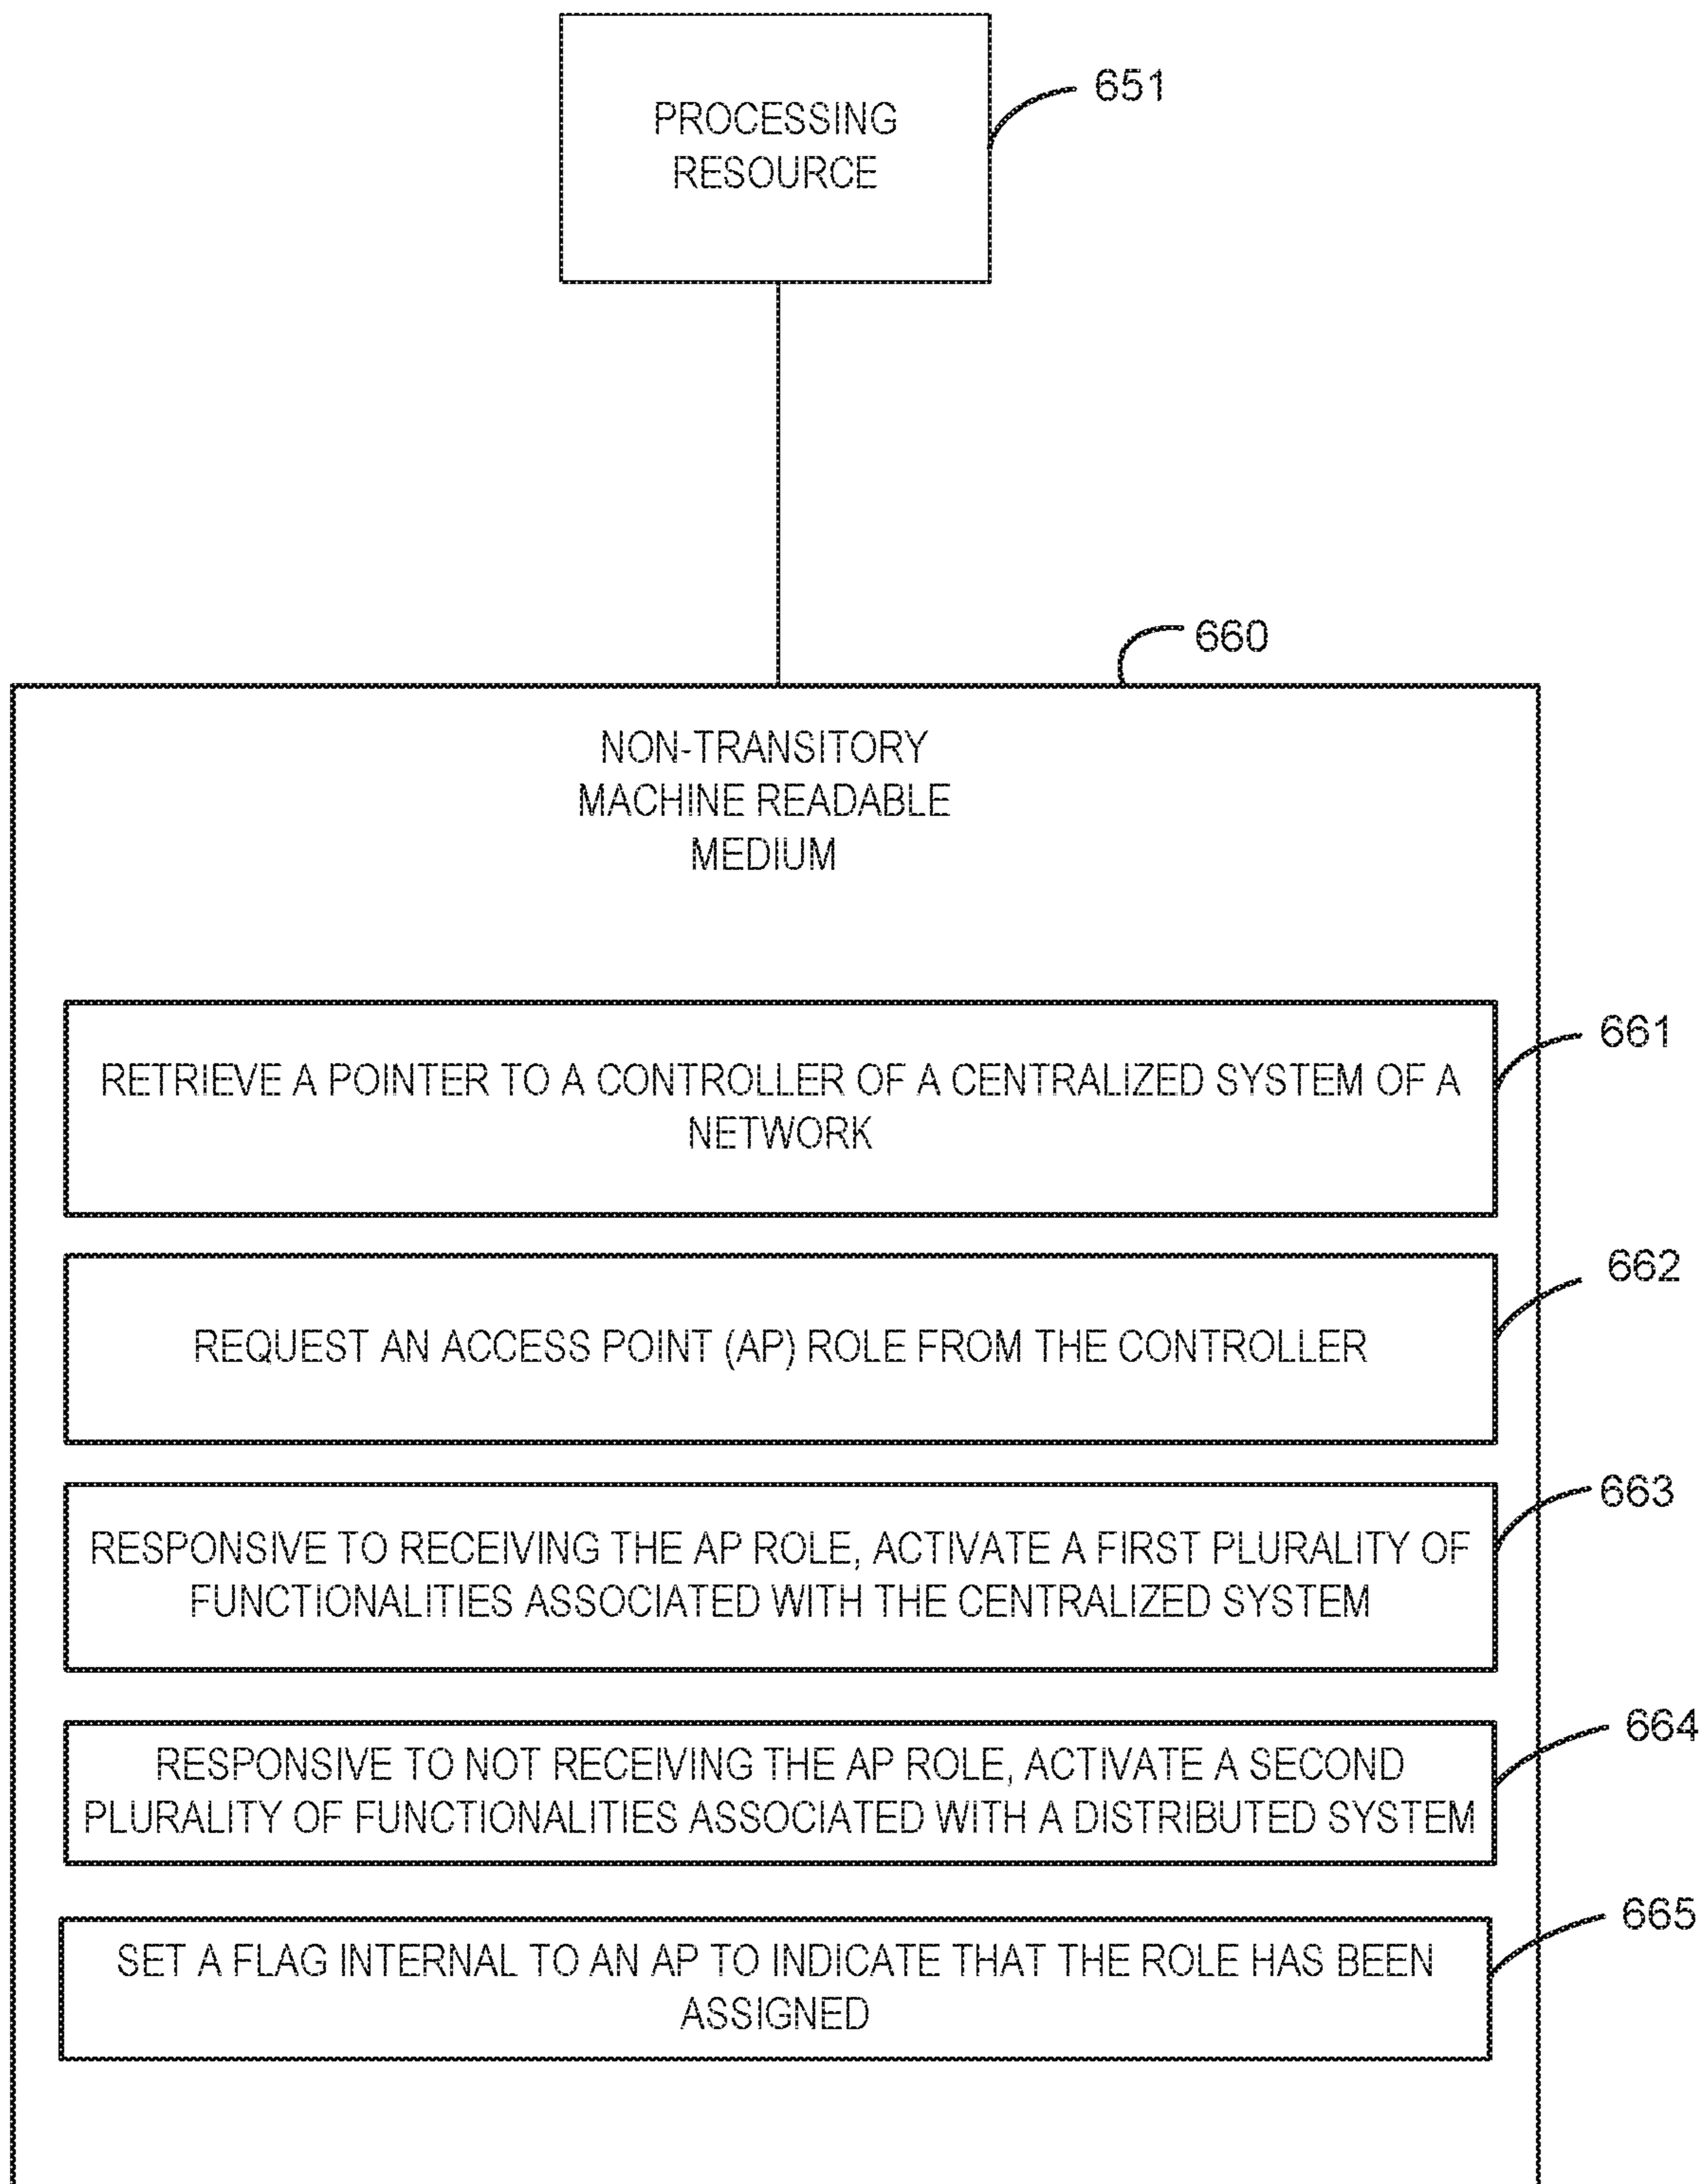 PROCESSING
RESOURCE
651
660
NON-TRANSITORY
MACHINE READABLE
MEDIUM
RETRIEVE A POINTER TO A CONTROLLER OF A CENTRALIZED SYSTEM OF A
NETWORK
661
REQUEST AN ACCESS POINT (AP) ROLE FROM THE CONTROLLER
662
RESPONSIVE TO RECEIVING THE AP ROLE, ACTIVATE A FIRST PLURALITY OF
FUNCTIONALITIES ASSOCIATED WITH THE CENTRALIZED SYSTEM
663
RESPONSIVE TO NOT RECEIVING THE AP ROLE, ACTIVATE A SECOND
PLURALITY OF FUNCTIONALITIES ASSOCIATED WITH A DISTRIBUTED SYSTEM
664
SET A FLAG INTERNAL TO AN AP TO INDICATE THAT THE ROLE HAS BEEN
ASSIGNED
665